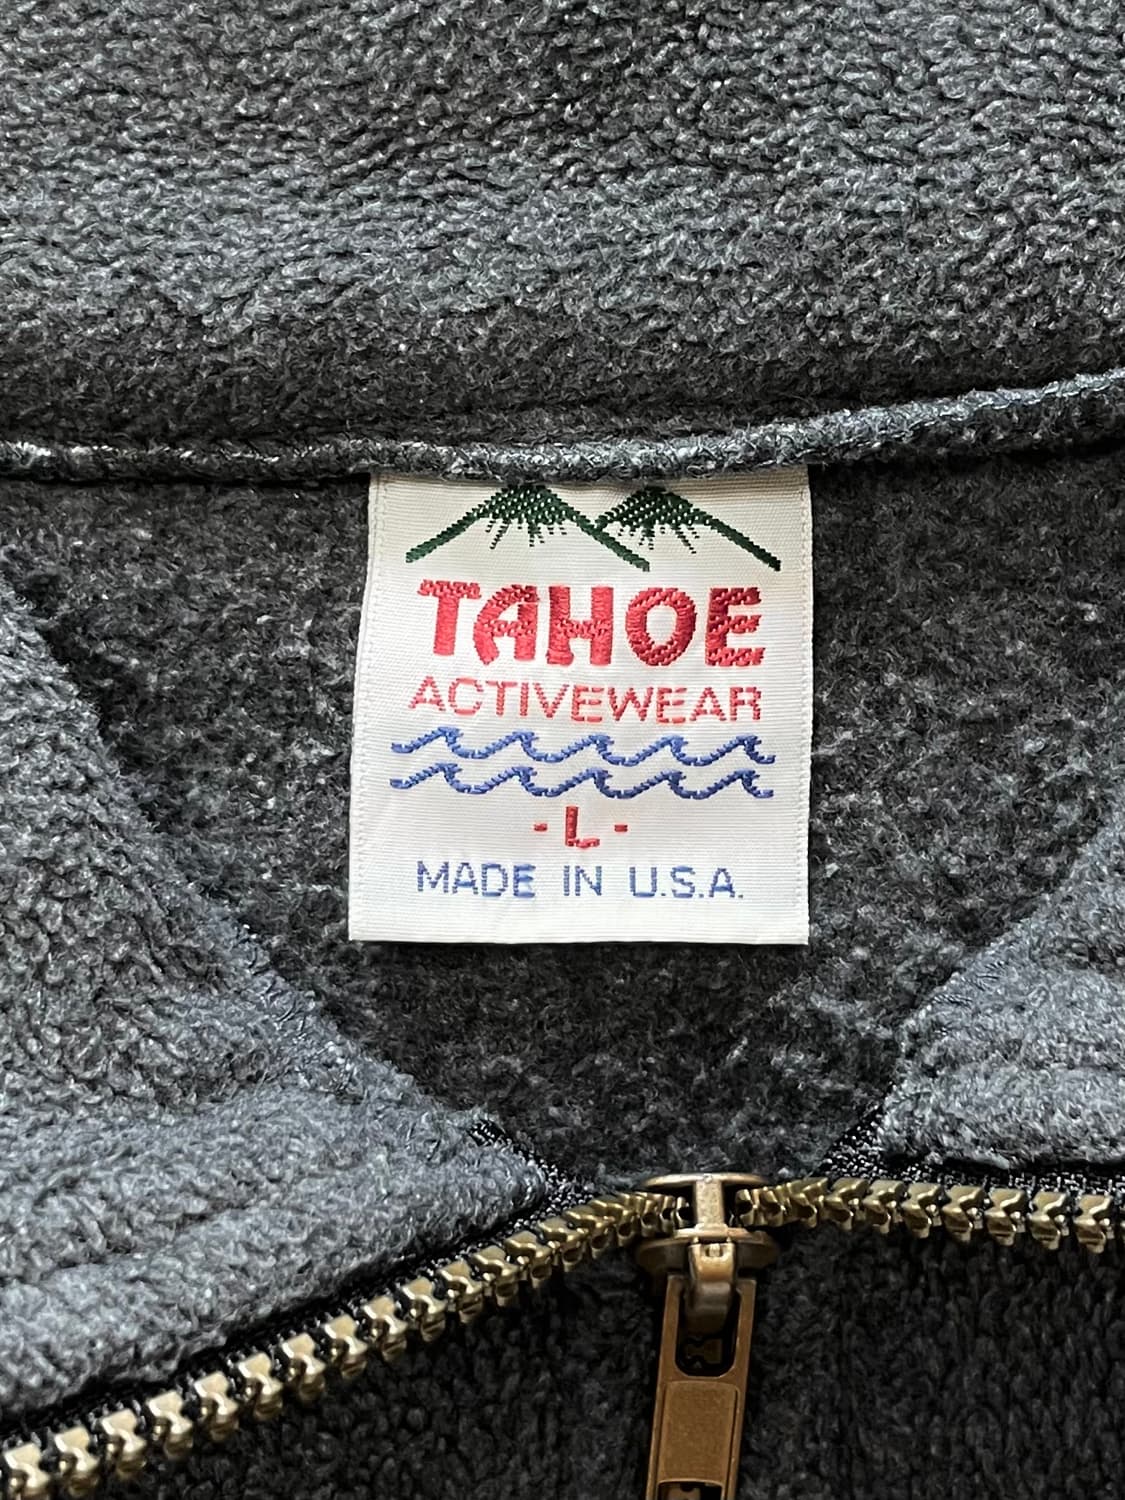 TAHOE
ACTIVEWEAR
-L-
MADE IN U.S.A.